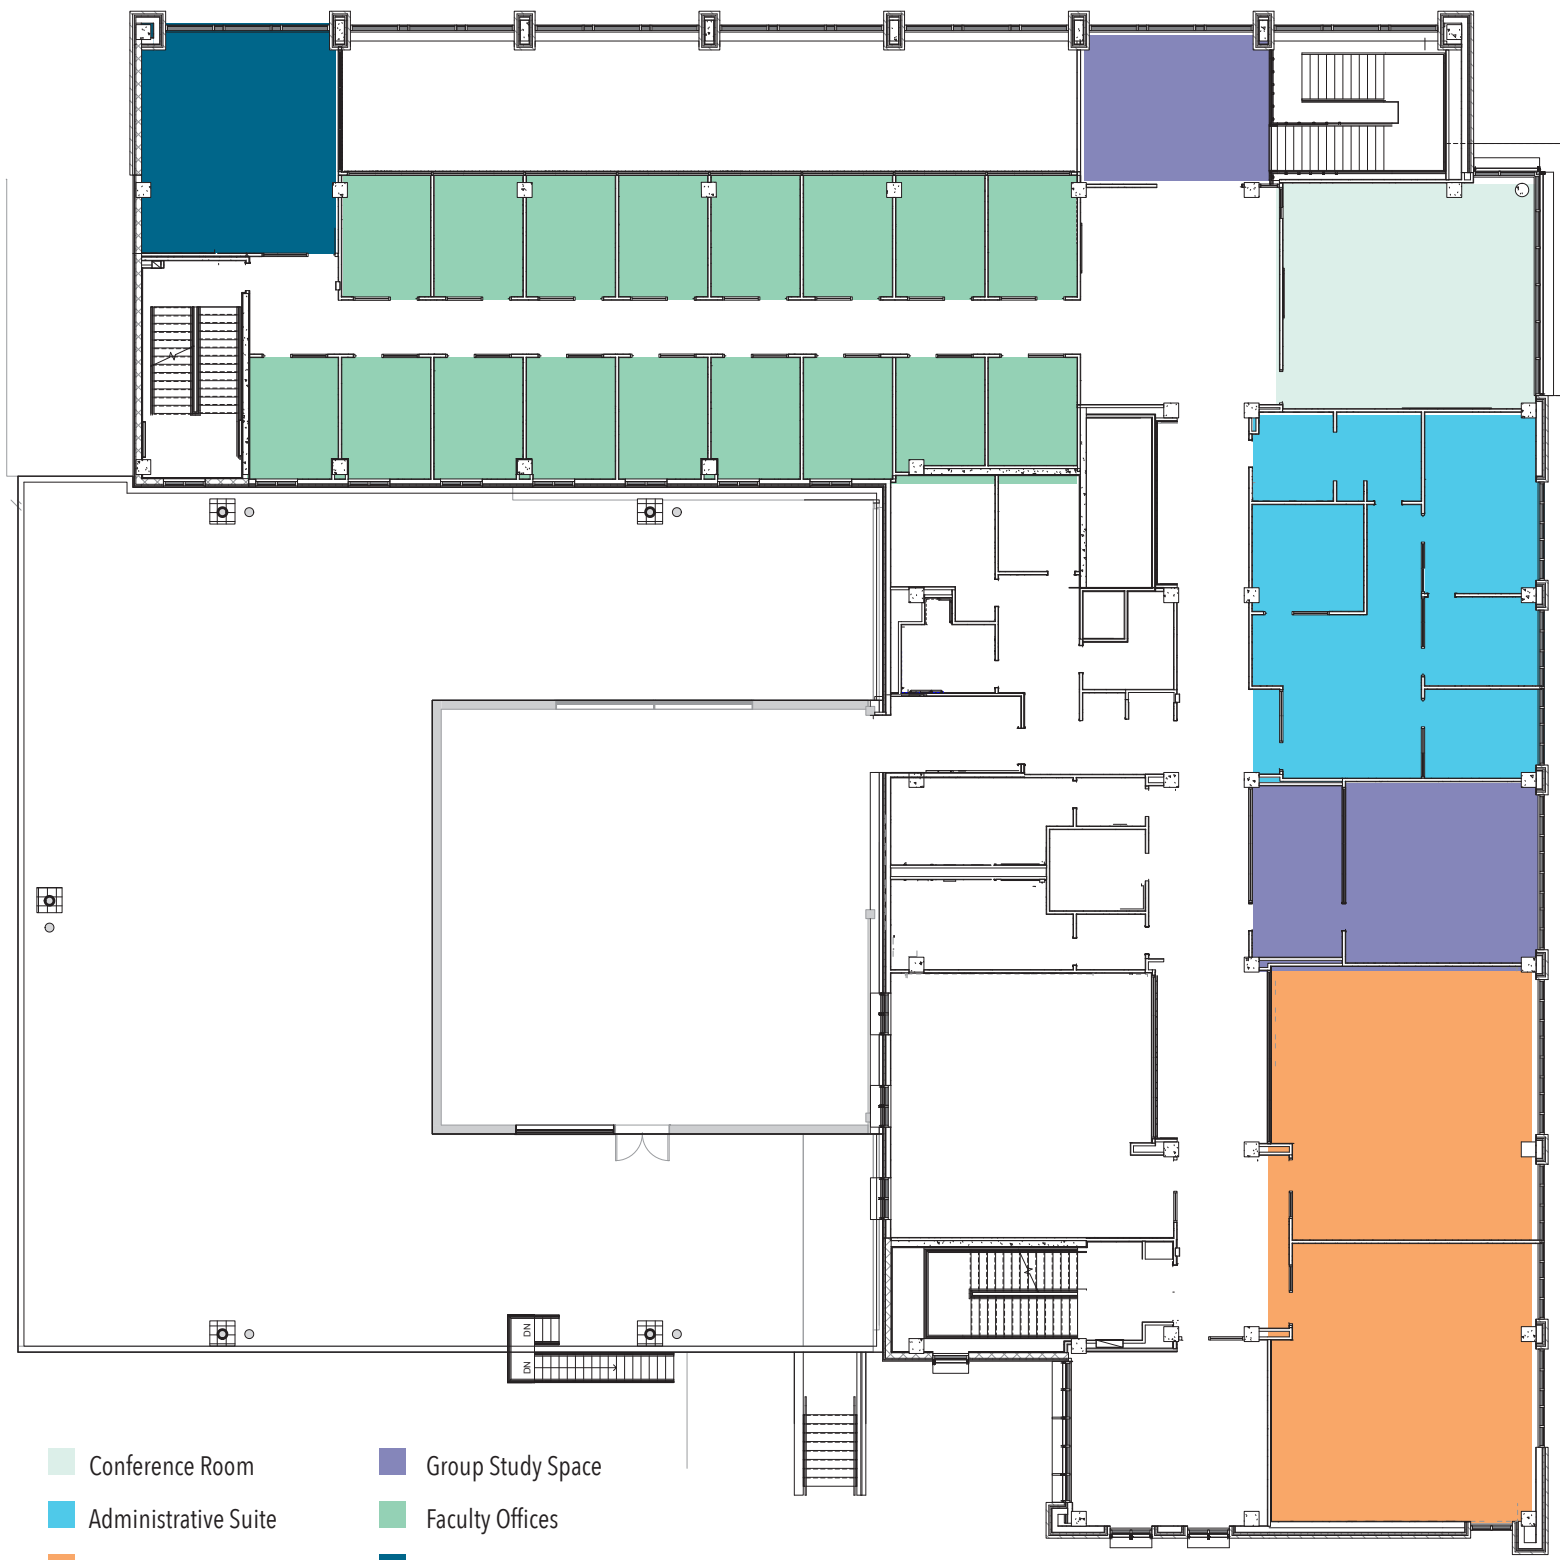 DN
DN
Conference Room
Group Study Space
Administrative Suite
Faculty Offices